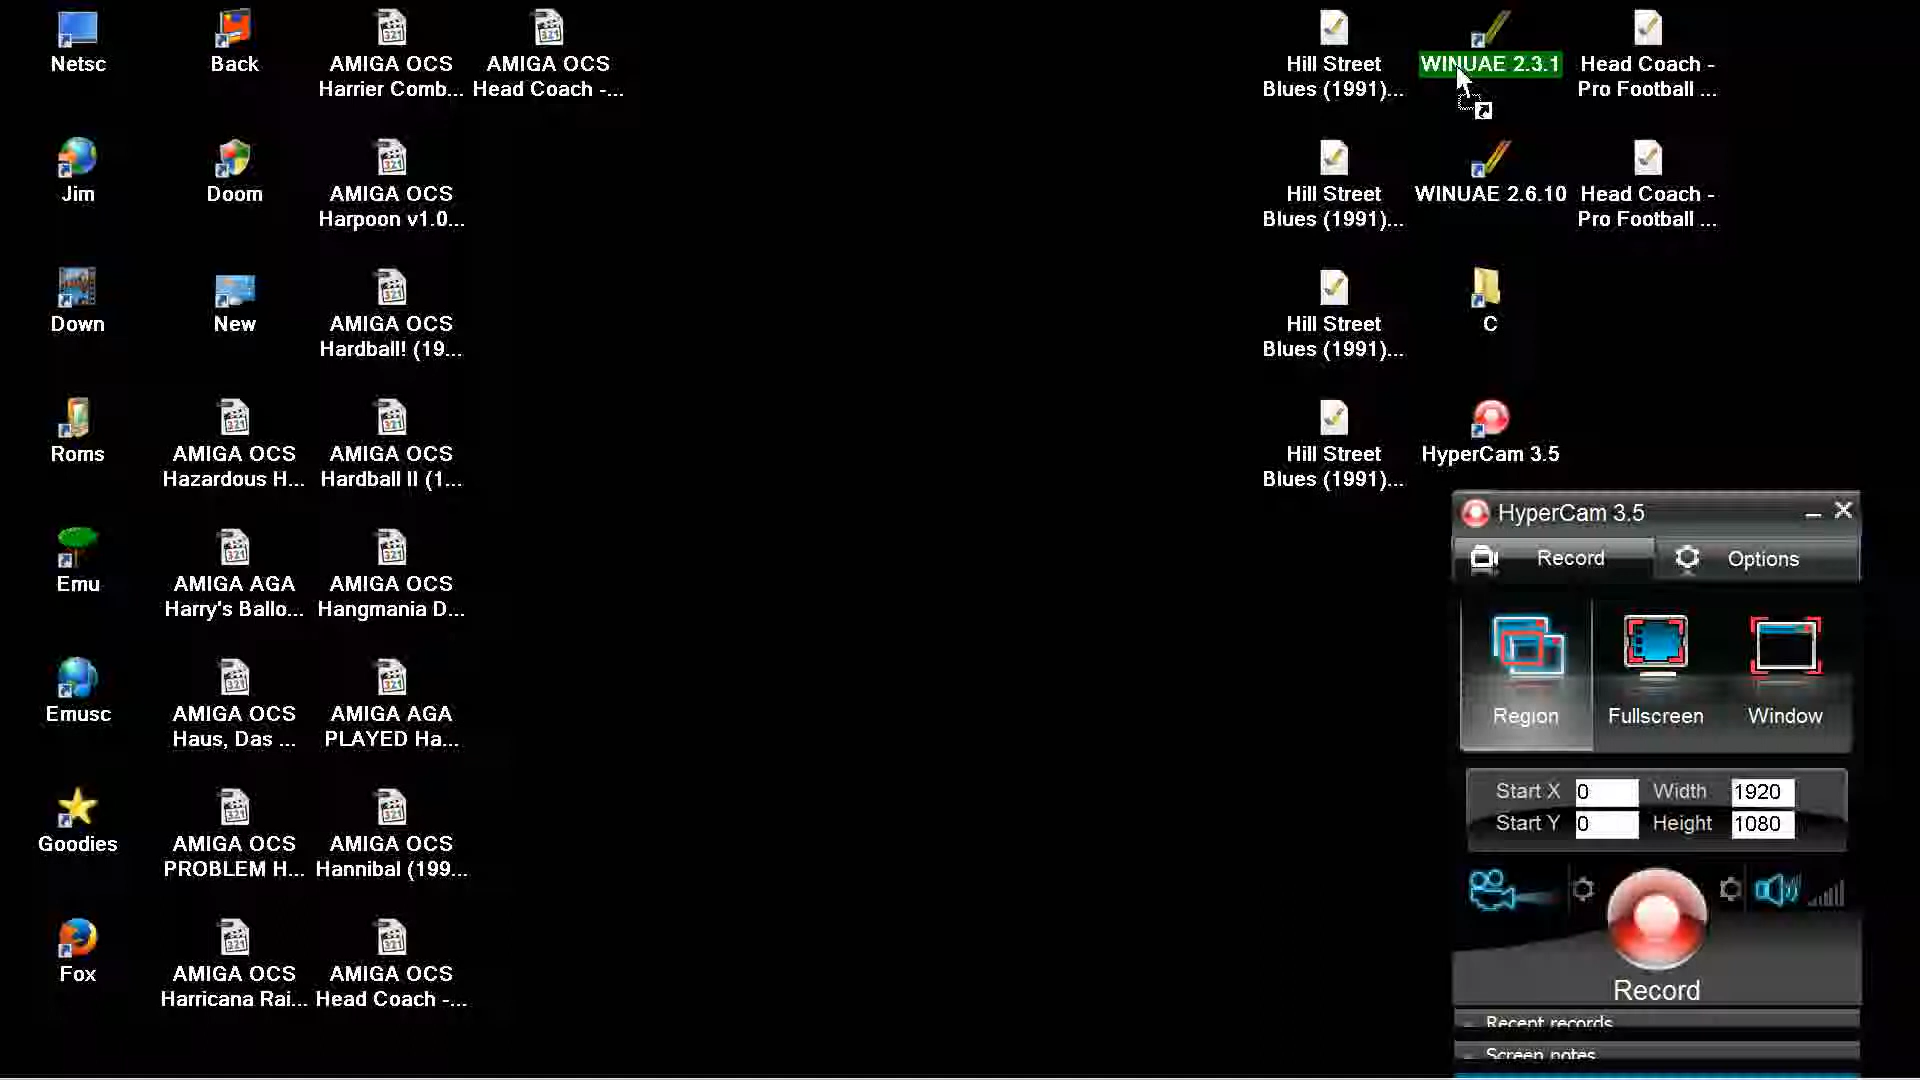 Netsc
Back
AMIGA OCS
Harrier Comb...
AMIGA OCS
Head Coach -...
Hill Street
Blues (1991)...
WINUAE 2.3.1
Head Coach -
Pro Football ...
Jim
Doom
AMIGA OCS
Harpoon v1.0...
Hill Street
Blues (1991)...
WINUAE 2.6.10
Head Coach -
Pro Football ...
Down
New
AMIGA OCS
Hardball! (19...
Hill Street
Blues (1991)...
C
Roms
AMIGA OCS
Hazardous H...
AMIGA OCS
Hardball II (1...
Hill Street
Blues (1991)...
HyperCam 3.5
Emu
AMIGA AGA
Harry's Ballo...
AMIGA OCS
Hangmania D...
Emusc
AMIGA OCS
Haus, Das ...
AMIGA AGA
PLAYED Ha...
Goodies
AMIGA OCS
PROBLEM H...
AMIGA OCS
Hannibal (199...
Fox
AMIGA OCS
Harricana Rai...
AMIGA OCS
Head Coach -...
HyperCam 3.5
Record
Options
Region
Fullscreen
Window
Start X 0 Width 1920
Start Y 0 Height 1080
Record
Recent records
Screen notes